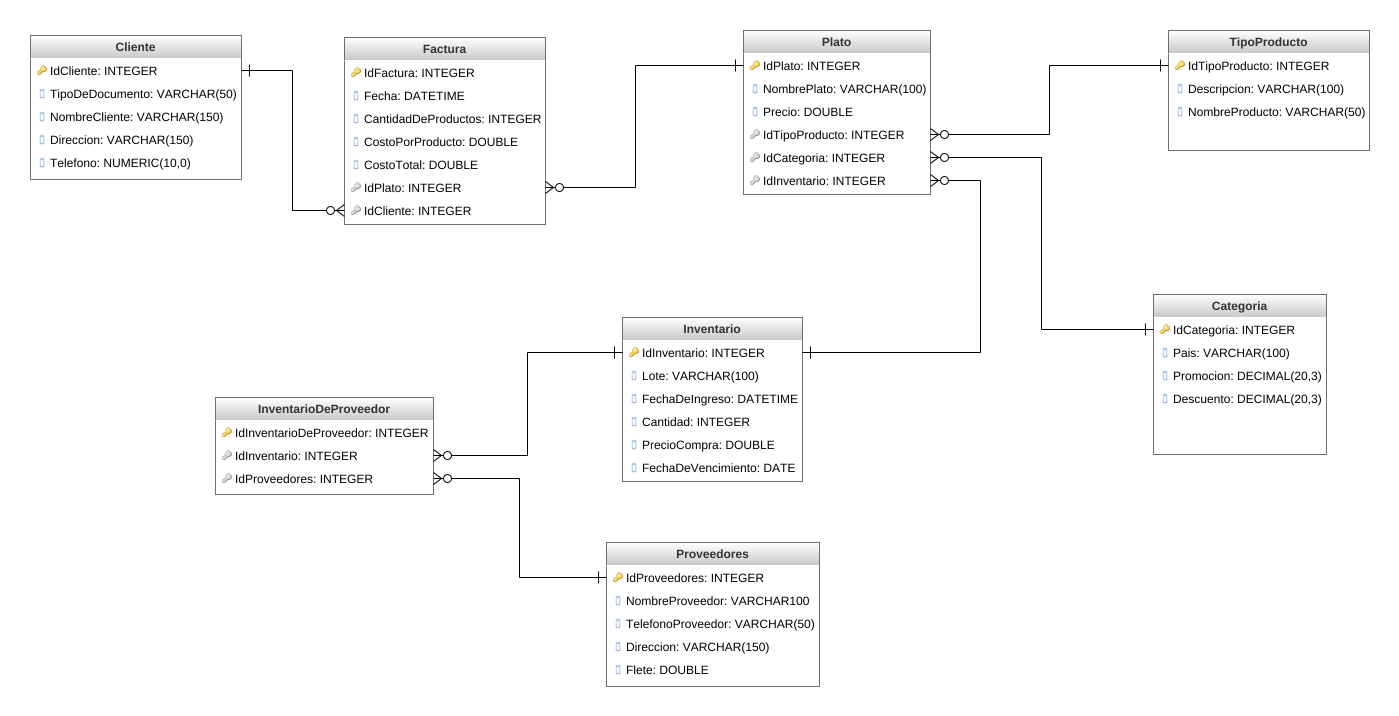 Cliente
IdCliente: INTEGER
TipoDeDocumento: VARCHAR(50)
NombreCliente: VARCHAR(150)
Direccion: VARCHAR(150)
Telefono: NUMERIC(10,0)
Factura
IdFactura: INTEGER
Fecha: DATETIME
CantidadDeProductos: INTEGER
CostoPorProducto: DOUBLE
CostoTotal: DOUBLE
IdPlato: INTEGER
IdCliente: INTEGER
Plato
IdPlato: INTEGER
NombrePlato: VARCHAR(100)
Precio: DOUBLE
IdTipoProducto: INTEGER
IdCategoria: INTEGER
IdInventario: INTEGER
TipoProducto
IdTipoProducto: INTEGER
Descripcion: VARCHAR(100)
NombreProducto: VARCHAR(50)
Categoria
IdCategoria: INTEGER
Pais: VARCHAR(100)
Promocion: DECIMAL(20,3)
Descuento: DECIMAL(20,3)
Inventario
IdInventario: INTEGER
Lote: VARCHAR(100)
FechaDeIngreso: DATETIME
Cantidad: INTEGER
PrecioCompra: DOUBLE
FechaDeVencimiento: DATE
InventarioDeProveedor
IdInventarioDeProveedor: INTEGER
IdInventario: INTEGER
IdProveedores: INTEGER
Proveedores
IdProveedores: INTEGER
NombreProveedor: VARCHAR100
TelefonoProveedor: VARCHAR(50)
Direccion: VARCHAR(150)
Flete: DOUBLE